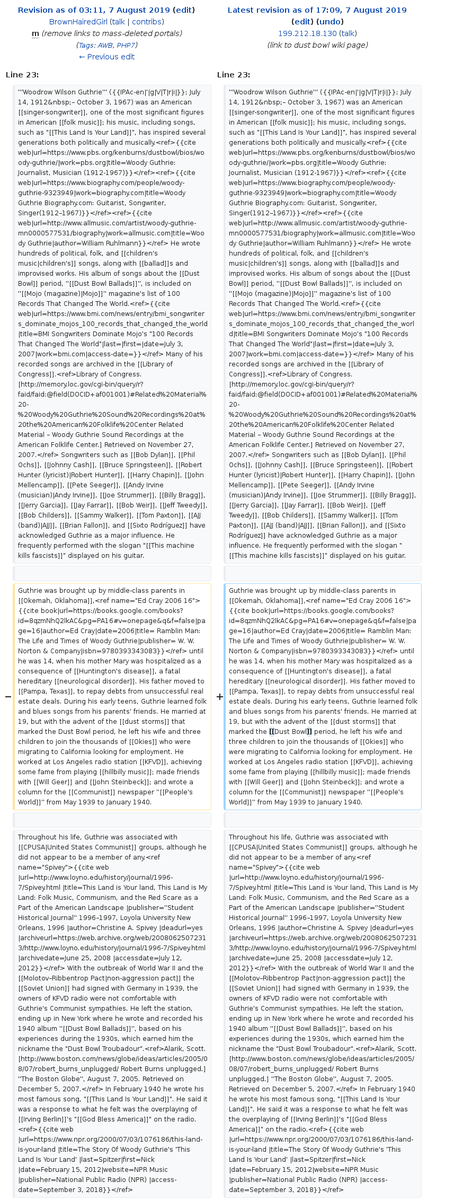 Revision as of 03:11, 7 August 2019 (edit)
BrownHairedGirl (talk | contribs)
m (remove links to mass-deleted portals)
(Tags: AWB, PHP7)
← Previous edit
Latest revision as of 17:09, 7 August 2019
(edit) (undo)
199.212.18.130 (talk)
(link to dust bowl wiki page)
Line 23:
Line 23:
'''Woodrow Wilson Guthrie''' ({{IPAc-en|ˈ|ɡ|ʌ|θ|r|i}}; July
14, 1912&nbsp;– October 3, 1967) was an American
[[singer-songwriter]], one of the most significant figures
in American [[folk music]]; his music, including songs,
such as "[[This Land Is Your Land]]", has inspired several
generations both politically and musically.<ref>{{cite
web|url=https://www.pbs.org/kenburns/dustbowl/bios/wo
ody-guthrie/|work=pbs.org|title=Woody Guthrie:
Journalist, Musician (1912-1967)}}</ref><ref>{{cite
web|url=https://www.biography.com/people/woody-
guthrie-9323949|work=biography.com|title=Woody
Guthrie Biography.com: Guitarist, Songwriter,
Singer(1912-1967)}}</ref><ref>{{cite
web|url=http://www.allmusic.com/artist/woody-guthrie-
mn0000577531/biography|work=allmusic.com|title=Woo
dy Guthrie|author=William Ruhlmann}}</ref> He wrote
hundreds of political, folk, and [[children's
music|children's]] songs, along with [[ballad]]s and
improvised works. His album of songs about the [[Dust
Bowl]] period, ''[[Dust Bowl Ballads]]'', is included on
''[[Mojo (magazine)|Mojo]]'' magazine's list of 100
Records That Changed The World.<ref>{{cite
web|url=https://www.bmi.com/news/entry/bmi_songwriter
s_dominate_mojos_100_records_that_changed_the_world
|title=BMI Songwriters Dominate Mojo's "100 Records
That Changed The World"|last=|first=|date=July 3,
2007|work=bmi.com|access-date=}}</ref> Many of his
recorded songs are archived in the [[Library of
Congress]].<ref>Library of Congress.
[http://memory.loc.gov/cgi-bin/query/r?
faid/faid:@field(DOCID+af001001)#Related%20Material%
20-
%20Woody%20Guthrie%20Sound%20Recordings%20at%
20the%20American%20Folklife%20Center Related
Material – Woody Guthrie Sound Recordings at the
American Folklife Center.] Retrieved on November 27,
2007.</ref> Songwriters such as [[Bob Dylan]], [[Phil
Ochs]], [[Johnny Cash]], [[Bruce Springsteen]], [[Robert
Hunter (lyricist)|Robert Hunter]], [[Harry Chapin]], [[John
Mellencamp]], [[Pete Seeger]], [[Andy Irvine
(musician)|Andy Irvine]], [[Joe Strummer]], [[Billy Bragg]],
[[Jerry Garcia]], [[Jay Farrar]], [[Bob Weir]], [[Jeff Tweedy]],
[[Bob Childers]], [[Sammy Walker]], [[Tom Paxton]], [[AJJ
(band)|AJJ]], [[Brian Fallon]], and [[Sixto Rodríguez]] have
acknowledged Guthrie as a major influence. He
frequently performed with the slogan "[[This machine
kills fascists]]" displayed on his guitar.
'''Woodrow Wilson Guthrie''' ({{IPAc-en|ˈ|ɡ|ʌ|θ|r|i}}; July
14, 1912&nbsp;– October 3, 1967) was an American
[[singer-songwriter]], one of the most significant figures
in American [[folk music]]; his music, including songs,
such as "[[This Land Is Your Land]]", has inspired several
generations both politically and musically.<ref>{{cite
web|url=https://www.pbs.org/kenburns/dustbowl/bios/wo
ody-guthrie/|work=pbs.org|title=Woody Guthrie:
Journalist, Musician (1912-1967)}}</ref><ref>{{cite
web|url=https://www.biography.com/people/woody-
guthrie-9323949|work=biography.com|title=Woody
Guthrie Biography.com: Guitarist, Songwriter,
Singer(1912-1967)}}</ref><ref>{{cite
web|url=http://www.allmusic.com/artist/woody-guthrie-
mn0000577531/biography|work=allmusic.com|title=Woo
dy Guthrie|author=William Ruhlmann}}</ref> He wrote
hundreds of political, folk, and [[children's
music|children's]] songs, along with [[ballad]]s and
improvised works. His album of songs about the [[Dust
Bowl]] period, ''[[Dust Bowl Ballads]]'', is included on
''[[Mojo (magazine)|Mojo]]'' magazine's list of 100
Records That Changed The World.<ref>{{cite
web|url=https://www.bmi.com/news/entry/bmi_songwriter
s_dominate_mojos_100_records_that_changed_the_worl
d|title=BMI Songwriters Dominate Mojo's "100 Records
That Changed The World"|last=|first=|date=July 3,
2007|work=bmi.com|access-date=}}</ref> Many of his
recorded songs are archived in the [[Library of
Congress]].<ref>Library of Congress.
[http://memory.loc.gov/cgi-bin/query/r?
faid/faid:@field(DOCID+af001001)#Related%20Material%
20-
%20Woody%20Guthrie%20Sound%20Recordings%20at%
20the%20American%20Folklife%20Center Related
Material – Woody Guthrie Sound Recordings at the
American Folklife Center.] Retrieved on November 27,
2007.</ref> Songwriters such as [[Bob Dylan]], [[Phil
Ochs]], [[Johnny Cash]], [[Bruce Springsteen]], [[Robert
Hunter (lyricist)|Robert Hunter]], [[Harry Chapin]], [[John
Mellencamp]], [[Pete Seeger]], [[Andy Irvine
(musician)|Andy Irvine]], [[Joe Strummer]], [[Billy Bragg]],
[[Jerry Garcia]], [[Jay Farrar]], [[Bob Weir]], [[Jeff
Tweedy]], [[Bob Childers]], [[Sammy Walker]], [[Tom
Paxton]], [[AJJ (band)|AJJ]], [[Brian Fallon]], and [[Sixto
Rodríguez]] have acknowledged Guthrie as a major
influence. He frequently performed with the slogan "
[[This machine kills fascists]]" displayed on his guitar.
−
Guthrie was brought up by middle-class parents in
[[Okemah, Oklahoma]],<ref name="Ed Cray 2006 16">
{{cite book|url=https://books.google.com/books?
id=8qzmNhQ2lkAC&pg=PA16#v=onepage&q&f=false|pa
ge=16|author=Ed Cray|date=2006|title= Ramblin Man:
The Life and Times of Woody Guthrie|publisher= W. W.
Norton & Company|isbn=9780393343083}}</ref> until
he was 14, when his mother Mary was hospitalized as a
consequence of [[Huntington's disease]], a fatal
hereditary [[neurological disorder]]. His father moved to
[[Pampa, Texas]], to repay debts from unsuccessful real
estate deals. During his early teens, Guthrie learned folk
and blues songs from his parents' friends. He married at
19, but with the advent of the [[dust storms]] that
marked the Dust Bowl period, he left his wife and three
children to join the thousands of [[Okies]] who were
migrating to California looking for employment. He
worked at Los Angeles radio station [[KFVD]], achieving
some fame from playing [[hillbilly music]]; made friends
with [[Will Geer]] and [[John Steinbeck]]; and wrote a
column for the [[Communist]] newspaper ''[[People's
World]]'' from May 1939 to January 1940.
+
Guthrie was brought up by middle-class parents in
[[Okemah, Oklahoma]],<ref name="Ed Cray 2006 16">
{{cite book|url=https://books.google.com/books?
id=8qzmNhQ2lkAC&pg=PA16#v=onepage&q&f=false|pa
ge=16|author=Ed Cray|date=2006|title= Ramblin Man:
The Life and Times of Woody Guthrie|publisher= W. W.
Norton & Company|isbn=9780393343083}}</ref> until
he was 14, when his mother Mary was hospitalized as a
consequence of [[Huntington's disease]], a fatal
hereditary [[neurological disorder]]. His father moved to
[[Pampa, Texas]], to repay debts from unsuccessful real
estate deals. During his early teens, Guthrie learned folk
and blues songs from his parents' friends. He married at
19, but with the advent of the [[dust storms]] that
marked the [[Dust Bowl]] period, he left his wife and
three children to join the thousands of [[Okies]] who
were migrating to California looking for employment. He
worked at Los Angeles radio station [[KFVD]], achieving
some fame from playing [[hillbilly music]]; made friends
with [[Will Geer]] and [[John Steinbeck]]; and wrote a
column for the [[Communist]] newspaper ''[[People's
World]]'' from May 1939 to January 1940.
Throughout his life, Guthrie was associated with
[[CPUSA|United States Communist]] groups, although he
did not appear to be a member of any.<ref
name="Spivey">{{cite web
|url=http://www.loyno.edu/history/journal/1996-
7/Spivey.html |title=This Land is Your land, This Land is My
Land: Folk Music, Communism, and the Red Scare as a
Part of the American Landscape |publisher=''Student
Historical Journal'' 1996-1997, Loyola University New
Orleans, 1996 |author=Christine A. Spivey |deadurl=yes
|archiveurl=https://web.archive.org/web/2008062507231
3/http://www.loyno.edu/history/journal/1996-7/Spivey.html
|archivedate=June 25, 2008 |accessdate=July 12,
2012}}</ref> With the outbreak of World War II and the
[[Molotov–Ribbentrop Pact|non-aggression pact]] the
[[Soviet Union]] had signed with Germany in 1939, the
owners of KFVD radio were not comfortable with
Guthrie's Communist sympathies. He left the station,
ending up in New York where he wrote and recorded his
1940 album ''[[Dust Bowl Ballads]]'', based on his
experiences during the 1930s, which earned him the
nickname the "Dust Bowl Troubadour".<ref>Alarik, Scott.
[http://www.boston.com/news/globe/ideas/articles/2005/0
8/07/robert_burns_unplugged/ Robert Burns unplugged.]
''The Boston Globe'', August 7, 2005. Retrieved on
December 5, 2007.</ref> In February 1940 he wrote his
most famous song, "[[This Land Is Your Land]]". He said it
was a response to what he felt was the overplaying of
[[Irving Berlin]]'s "[[God Bless America]]" on the radio.
<ref>{{cite web
|url=https://www.npr.org/2000/07/03/1076186/this-land-
is-your-land |title=The Story Of Woody Guthrie's 'This
Land Is Your Land' |last=Spitzer|first=Nick
|date=February 15, 2012|website=NPR Music
|publisher=National Public Radio (NPR) |access-
date=September 3, 2018}}</ref>
Throughout his life, Guthrie was associated with
[[CPUSA|United States Communist]] groups, although he
did not appear to be a member of any.<ref
name="Spivey">{{cite web
|url=http://www.loyno.edu/history/journal/1996-
7/Spivey.html |title=This Land is Your land, This Land is My
Land: Folk Music, Communism, and the Red Scare as a
Part of the American Landscape |publisher=''Student
Historical Journal'' 1996-1997, Loyola University New
Orleans, 1996 |author=Christine A. Spivey |deadurl=yes
|archiveurl=https://web.archive.org/web/2008062507231
3/http://www.loyno.edu/history/journal/1996-7/Spivey.html
|archivedate=June 25, 2008 |accessdate=July 12,
2012}}</ref> With the outbreak of World War II and the
[[Molotov–Ribbentrop Pact|non-aggression pact]] the
[[Soviet Union]] had signed with Germany in 1939, the
owners of KFVD radio were not comfortable with
Guthrie's Communist sympathies. He left the station,
ending up in New York where he wrote and recorded his
1940 album ''[[Dust Bowl Ballads]]'', based on his
experiences during the 1930s, which earned him the
nickname the "Dust Bowl Troubadour".<ref>Alarik, Scott.
[http://www.boston.com/news/globe/ideas/articles/2005/
08/07/robert_burns_unplugged/ Robert Burns unplugged.]
''The Boston Globe'', August 7, 2005. Retrieved on
December 5, 2007.</ref> In February 1940 he wrote his
most famous song, "[[This Land Is Your Land]]". He said it
was a response to what he felt was the overplaying of
[[Irving Berlin]]'s "[[God Bless America]]" on the radio.
<ref>{{cite web
|url=https://www.npr.org/2000/07/03/1076186/this-land-
is-your-land |title=The Story Of Woody Guthrie's 'This
Land Is Your Land' |last=Spitzer|first=Nick
|date=February 15, 2012|website=NPR Music
|publisher=National Public Radio (NPR) |access-
date=September 3, 2018}}</ref>